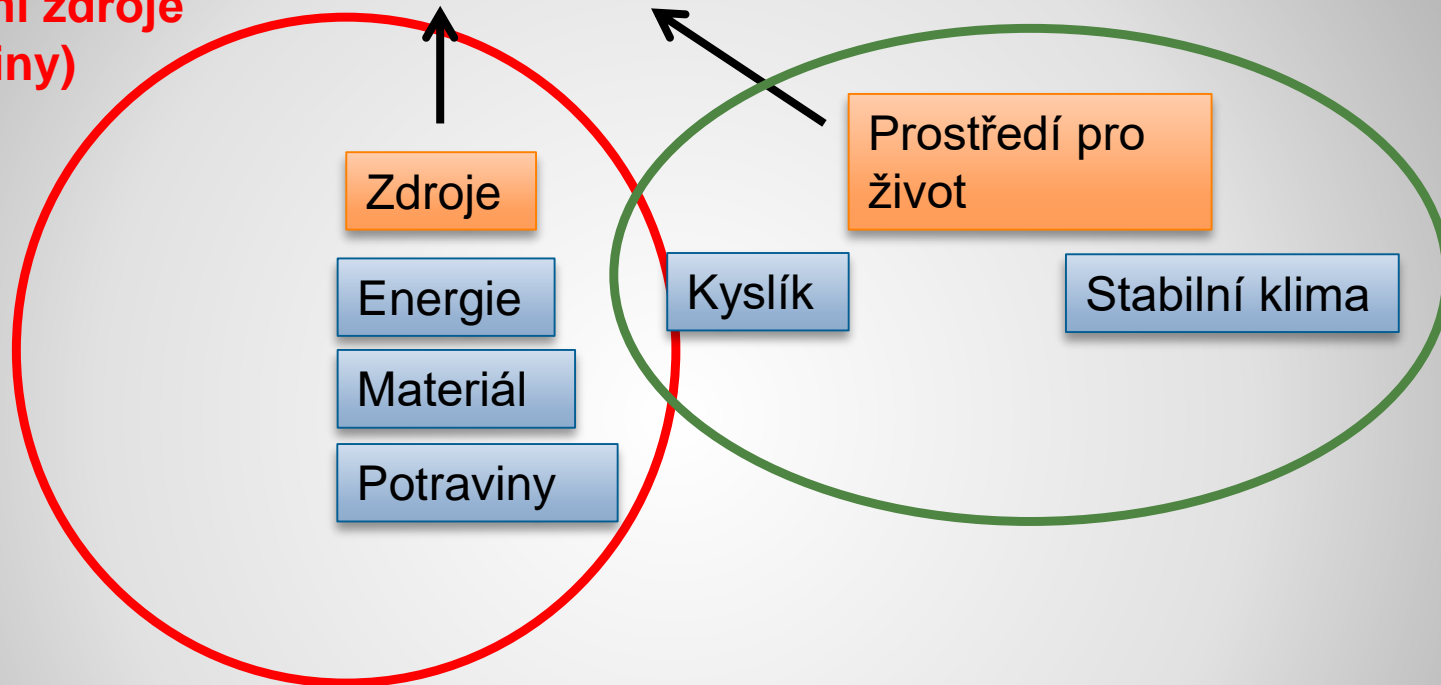 ní zdroje
iny)
Prostředí pro
život
Zdroje
Energie
Kyslík
Stabilní klima
Materiál
Potraviny